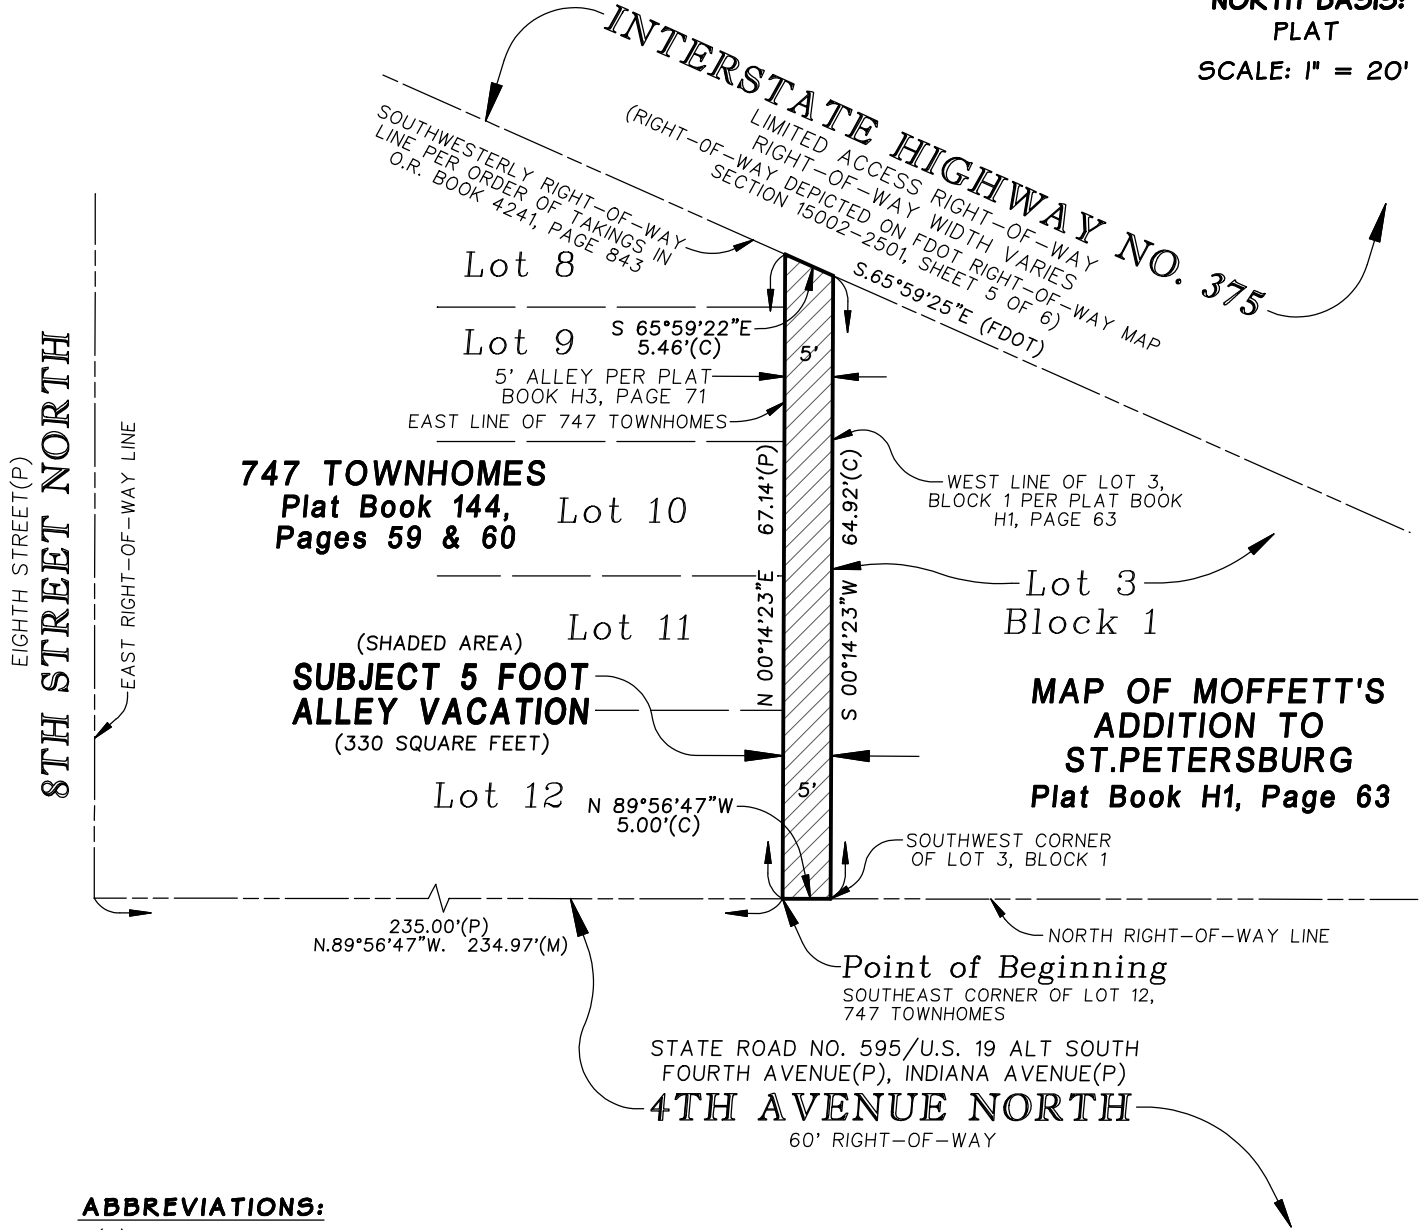 NORTH BASIS:
PLAT
SCALE: 1" = 20'
INTERSTATE HIGHWAY NO. 375
LIMITED ACCESS RIGHT-OF-WAY
RIGHT-OF-WAY WIDTH VARIES
(RIGHT-OF-WAY DEPICTED ON FDOT RIGHT-OF-WAY MAP
SECTION 15002-2501, SHEET 5 OF 6)
S.65°59'25"E (FDOT)
SOUTHWESTERLY RIGHT-OF-WAY
LINE PER ORDER OF TAKINGS IN
O.R. BOOK 4241, PAGE 843
Lot 8
Lot 9
S 65°59'22"E
5.46'(C)
5'
5' ALLEY PER PLAT
BOOK H3, PAGE 71
EAST LINE OF 747 TOWNHOMES
EIGHTH STREET(P)
8TH STREET NORTH
EAST RIGHT-OF-WAY LINE
747 TOWNHOMES
Plat Book 144,
Pages 59 & 60
Lot 10
N 00°14'23"E 67.14'(P)
S 00°14'23"W 64.92'(C)
WEST LINE OF LOT 3,
BLOCK 1 PER PLAT BOOK
H1, PAGE 63
Lot 3
Block 1
Lot 11
(SHADED AREA)
SUBJECT 5 FOOT
ALLEY VACATION
(330 SQUARE FEET)
MAP OF MOFFETT'S
ADDITION TO
ST.PETERSBURG
Plat Book H1, Page 63
Lot 12
N 89°56'47"W
5.00'(C)
5'
SOUTHWEST CORNER
OF LOT 3, BLOCK 1
235.00'(P)
N.89°56'47"W. 234.97'(M)
NORTH RIGHT-OF-WAY LINE
Point of Beginning
SOUTHEAST CORNER OF LOT 12,
747 TOWNHOMES
STATE ROAD NO. 595/U.S. 19 ALT SOUTH
FOURTH AVENUE(P), INDIANA AVENUE(P)
4TH AVENUE NORTH
60' RIGHT-OF-WAY
ABBREVIATIONS: